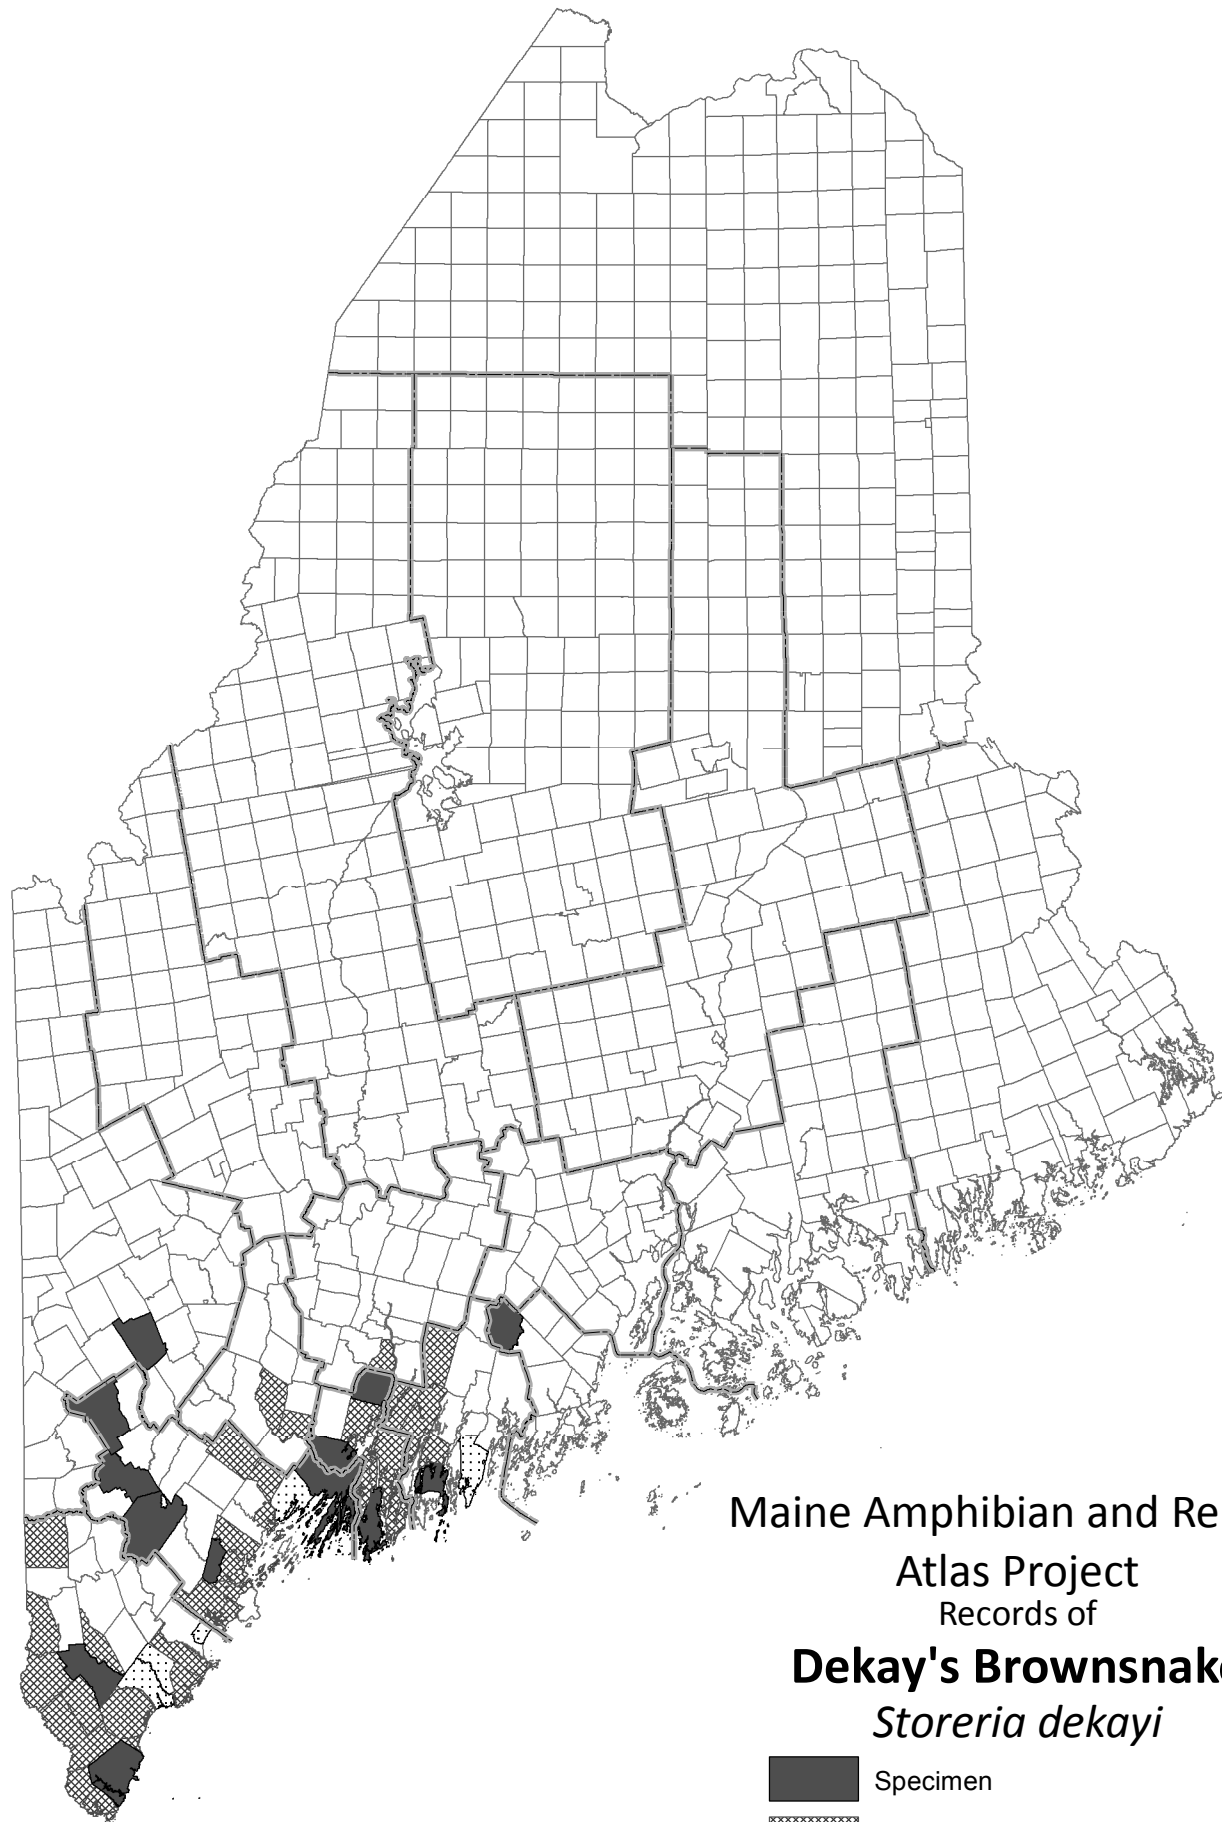 Maine Amphibian and Re
Atlas Project
Records of
Dekay's Brownsnake
Storeria dekayi
Specimen